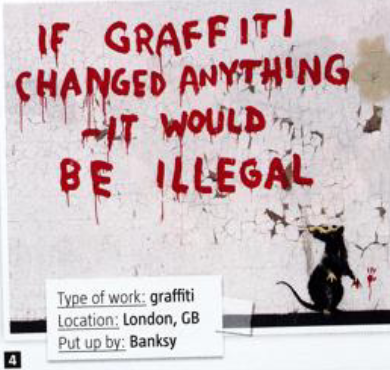 IF GRAFFITI
CHANGED ANYTHING
-IT WOULD
BE ILLEGAL
Type of work: graffiti
Location: London, GB
Put up by: Banksy
4